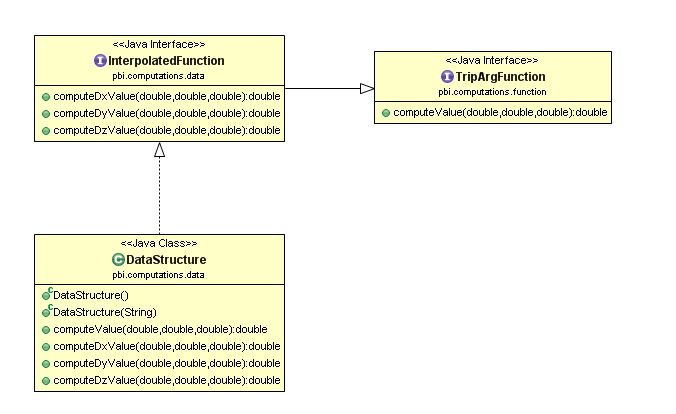 <<Java Interface>>
InterpolatedFunction
pbi.computations.data
computeDxValue(double,double,double):double
computeDyValue(double,double,double):double
computeDzValue(double,double,double):double
<<Java Interface>>
TripArgFunction
pbi.computations.function
computeValue(double,double,double):double
<<Java Class>>
DataStructure
pbi.computations.data
DataStructure()
DataStructure(String)
computeValue(double,double,double):double
computeDxValue(double,double,double):double
computeDyValue(double,double,double):double
computeDzValue(double,double,double):double